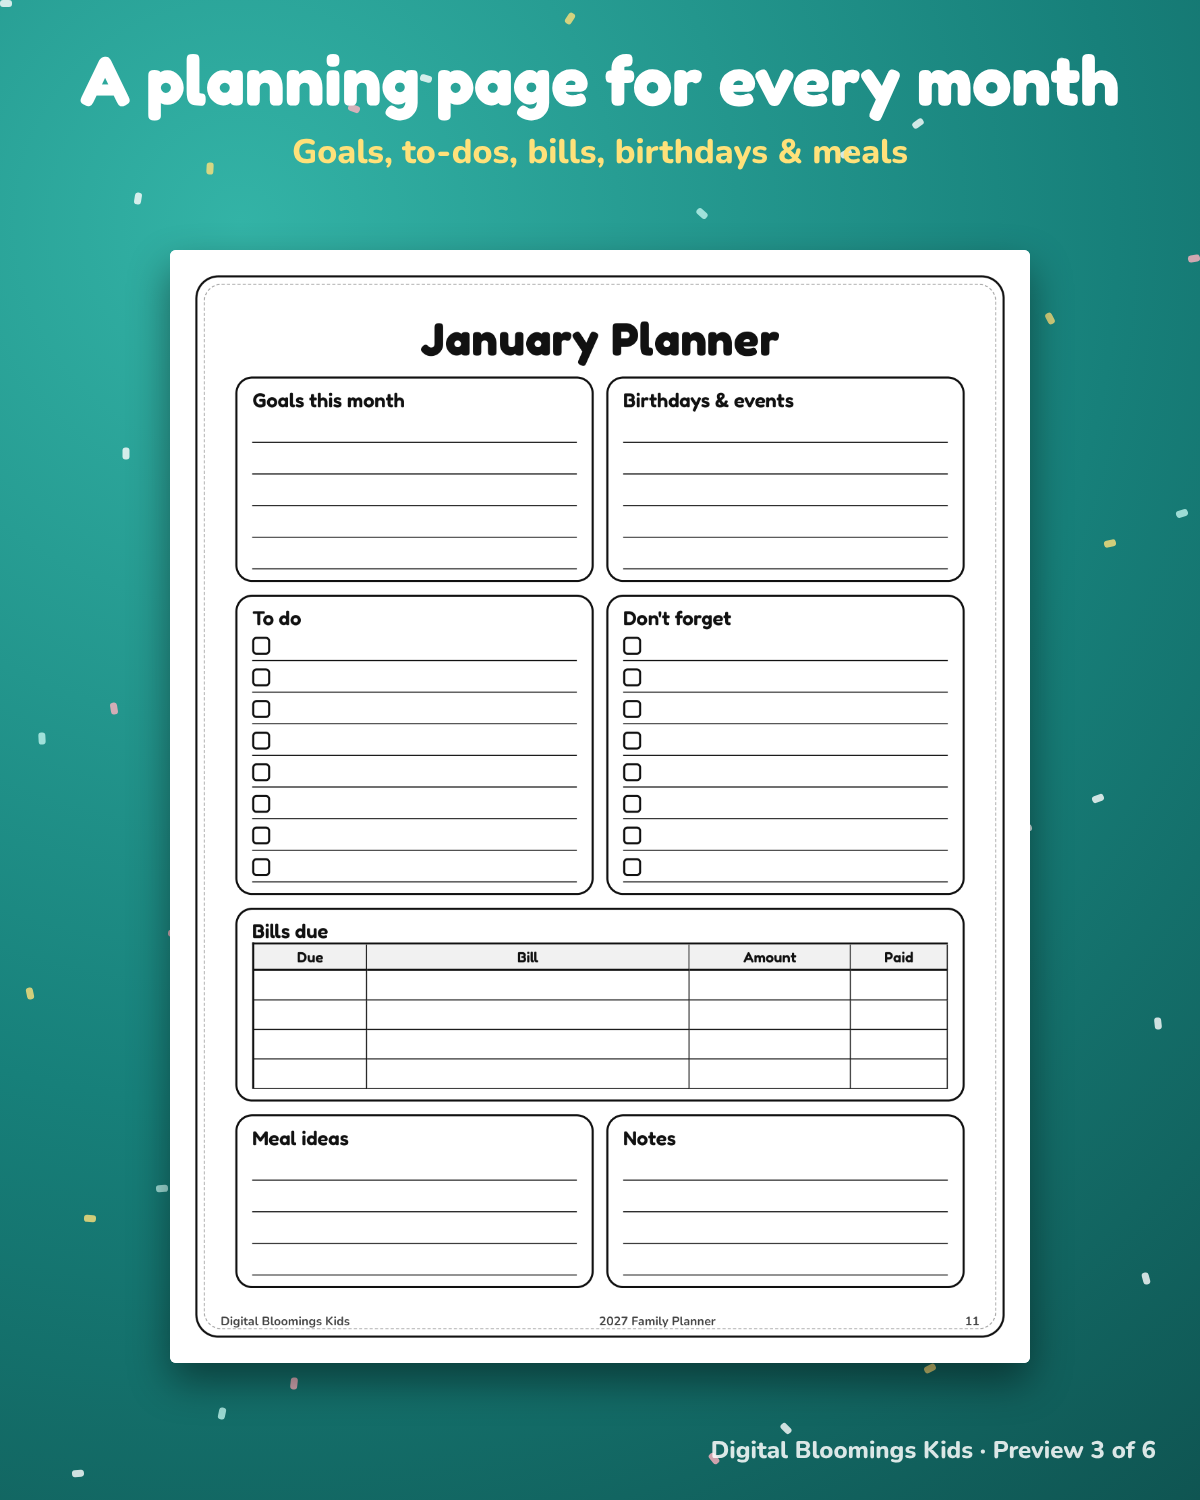 A planning page for every month
Goals, to-dos, bills, birthdays & meals
January Planner
Goals this month
Birthdays & events
To do
Don't forget
Bills due
Due Bill Amount Paid
Meal ideas
Notes
Digital Bloomings Kids 2027 Family Planner 11
Digital Bloomings Kids · Preview 3 of 6